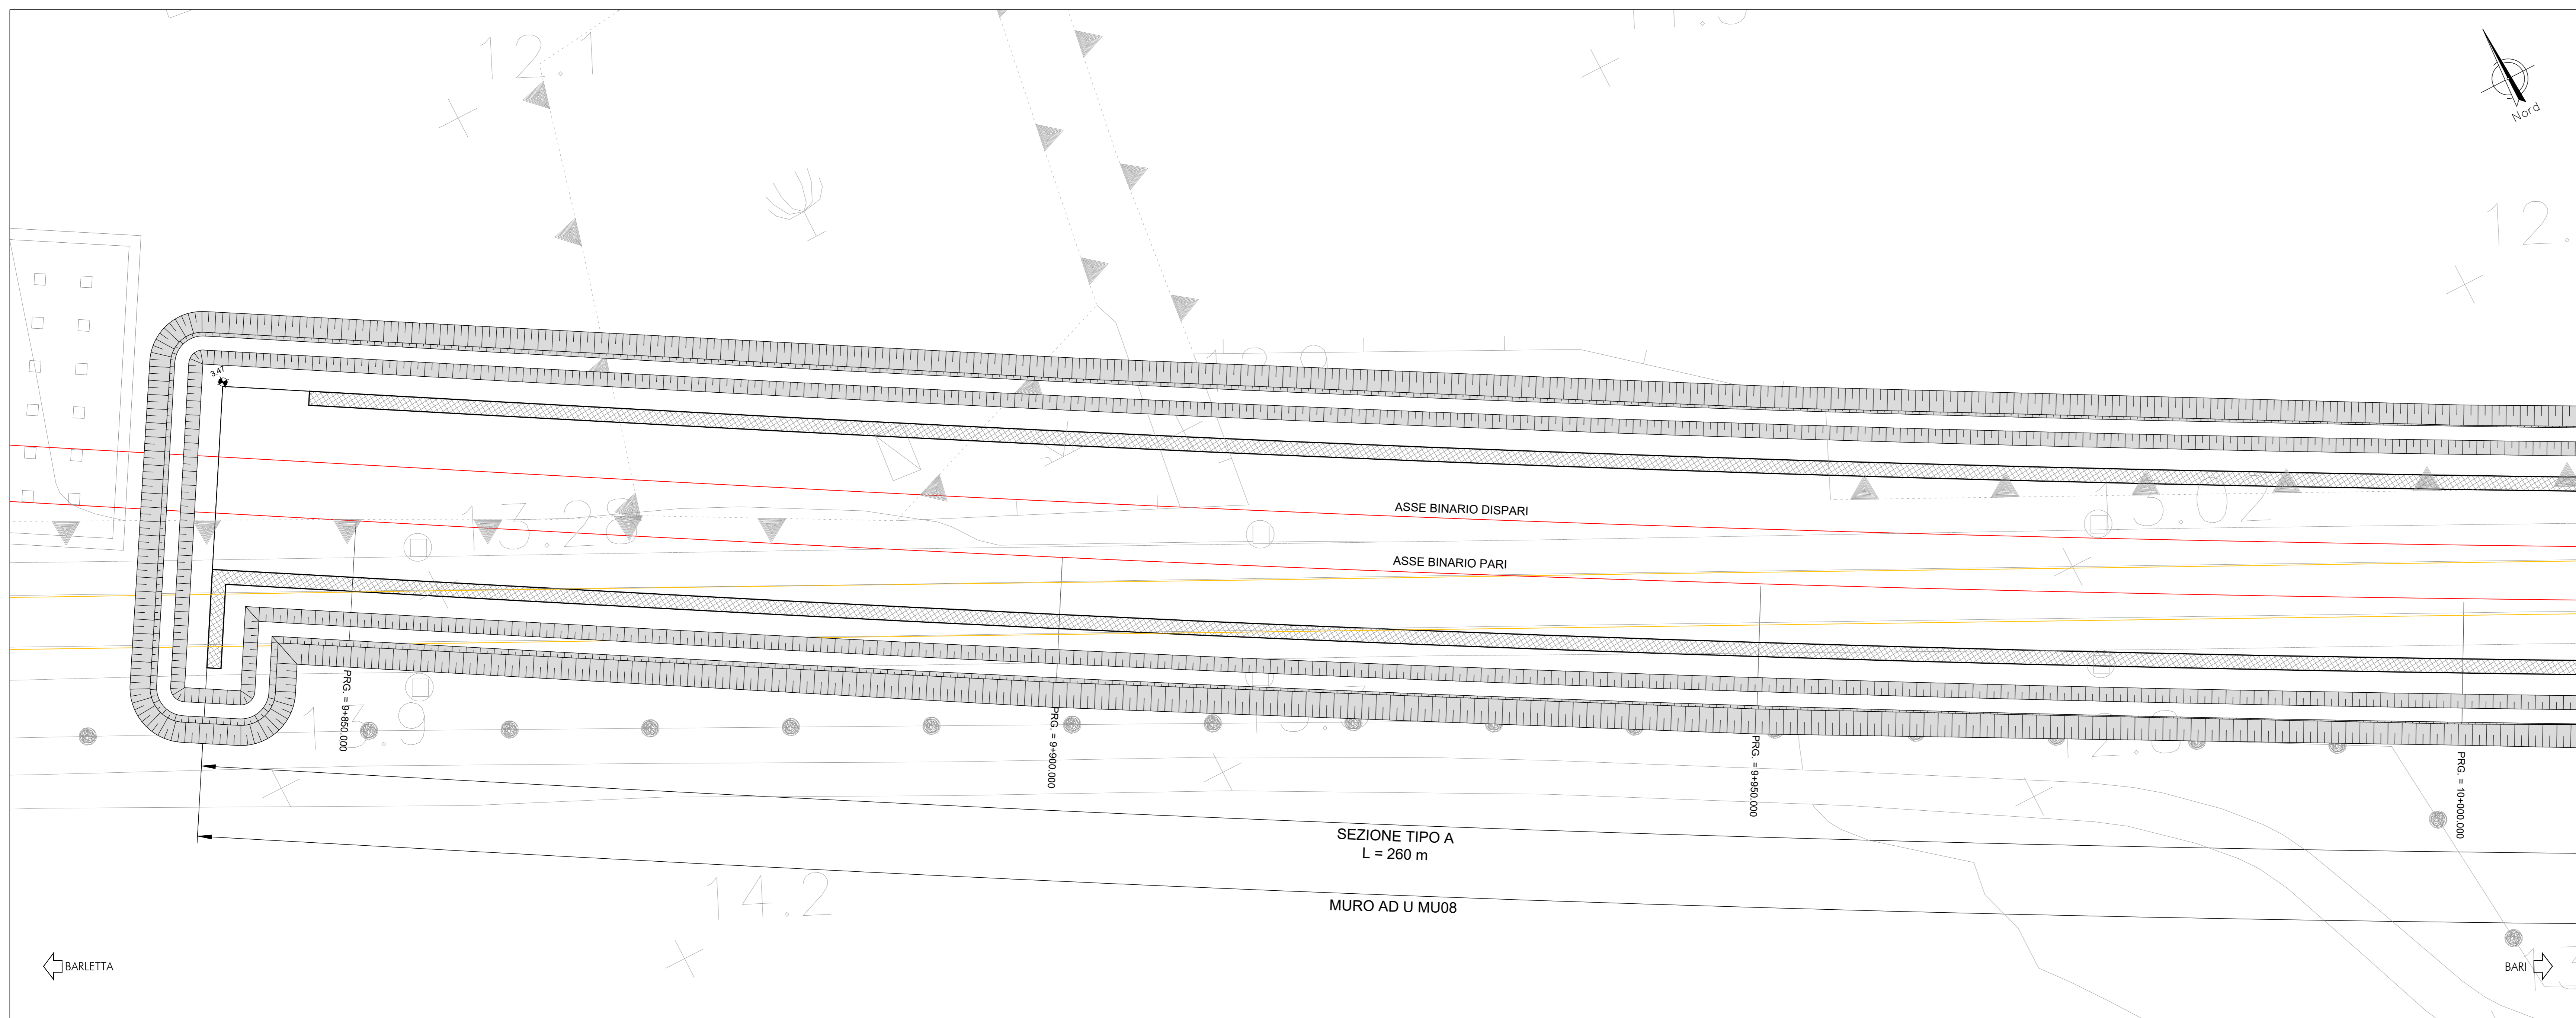 12.1
Nord
3.47
ASSE BINARIO DISPARI
13.28
13.02
ASSE BINARIO PARI
PRG. = 9+850.000
PRG. = 9+900.000
PRG. = 9+950.000
PRG. = 10+000.000
13.9
SEZIONE TIPO A
L = 260 m
14.2
MURO AD U MU08
BARLETTA
BARI